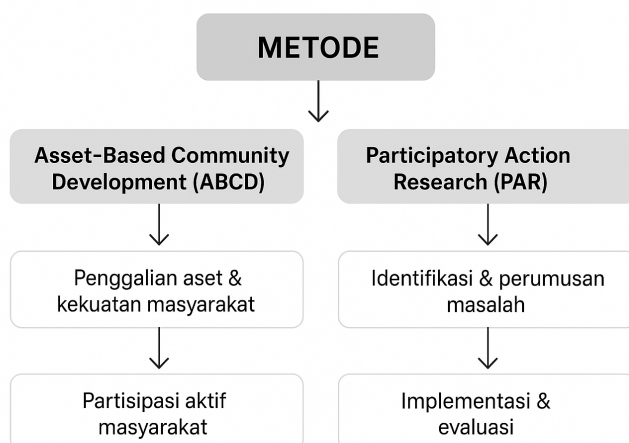 METODE
Asset-Based Community
Development (ABCD)
Participatory Action
Research (PAR)
Penggalian aset &
kekuatan masyarakat
Identifikasi & perumusan
masalah
Partisipasi aktif
masyarakat
Implementasi &
evaluasi